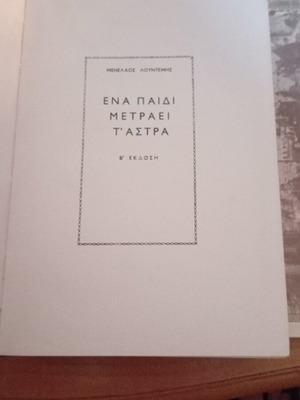 ΜΕΝΕΛΑΟΣ ΛΟΥΝΤΕΜΗΣ
ΕΝΑ ΠΑΙΔΙ
ΜΕΤΡΑΕΙ
Τ' ΑΣΤΡΑ
Β' ΕΚΔΟΣΗ